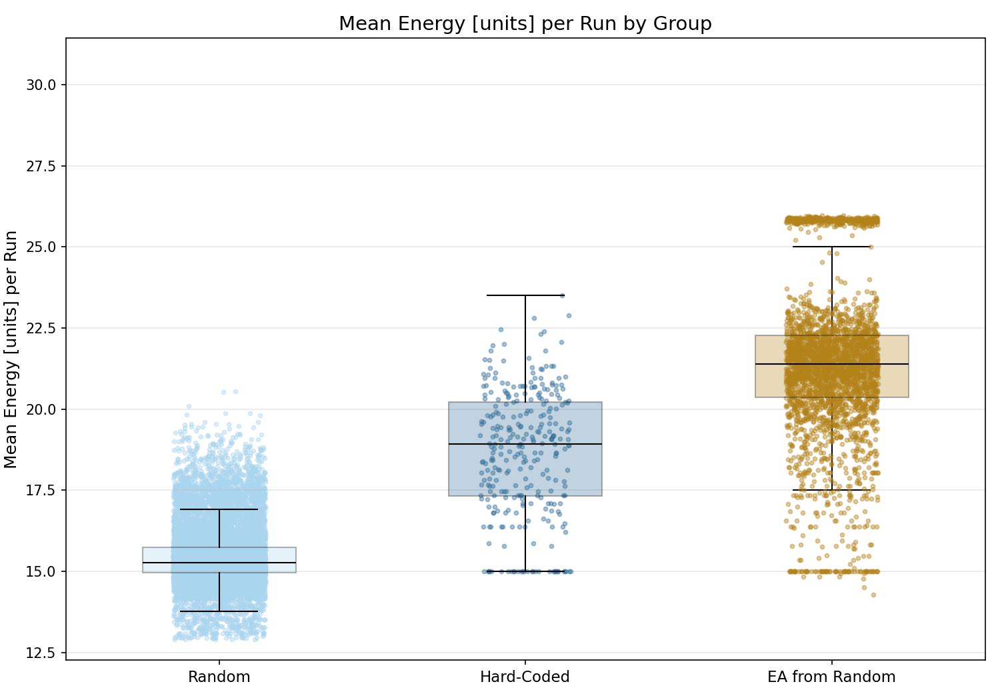 Mean Energy [units] per Run by Group
Mean Energy [units] per Run
30.0
27.5
25.0
22.5
20.0
17.5
15.0
12.5
Random
Hard-Coded
EA from Random